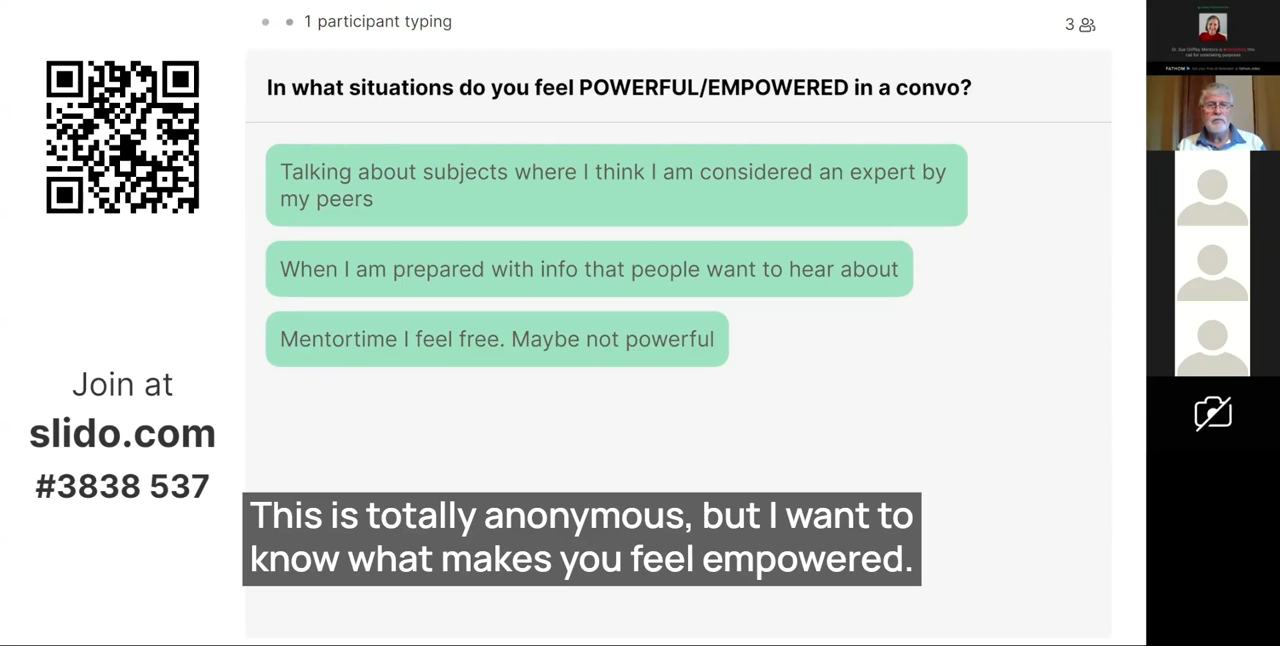 1 participant typing
3
In what situations do you feel POWERFUL/EMPOWERED in a convo?
Talking about subjects where I think I am considered an expert by
my peers
When I am prepared with info that people want to hear about
Mentortime I feel free. Maybe not powerful
Join at
slido.com
#3838 537
This is totally anonymous, but I want to
know what makes you feel empowered.
FATHOM